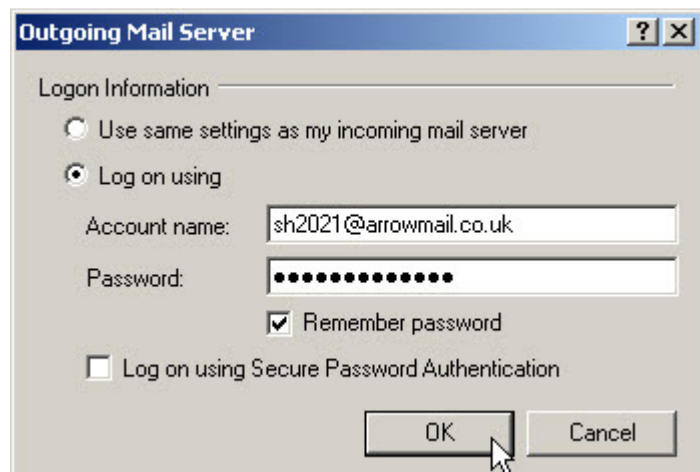 Outgoing Mail Server
Logon Information
Use same settings as my incoming mail server
Log on using
Account name: sh2021@arrowmail.co.uk
Password: •••••••••••••
Remember password
Log on using Secure Password Authentication
OK Cancel